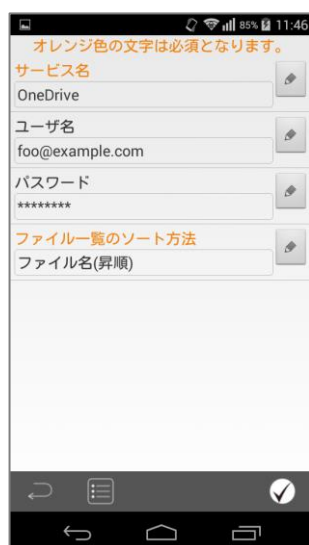 85% 11:46
オレンジ色の文字は必須となります。
サービス名
OneDrive
ユーザ名
foo@example.com
パスワード
********
ファイル一覧のソート方法
ファイル名(昇順)